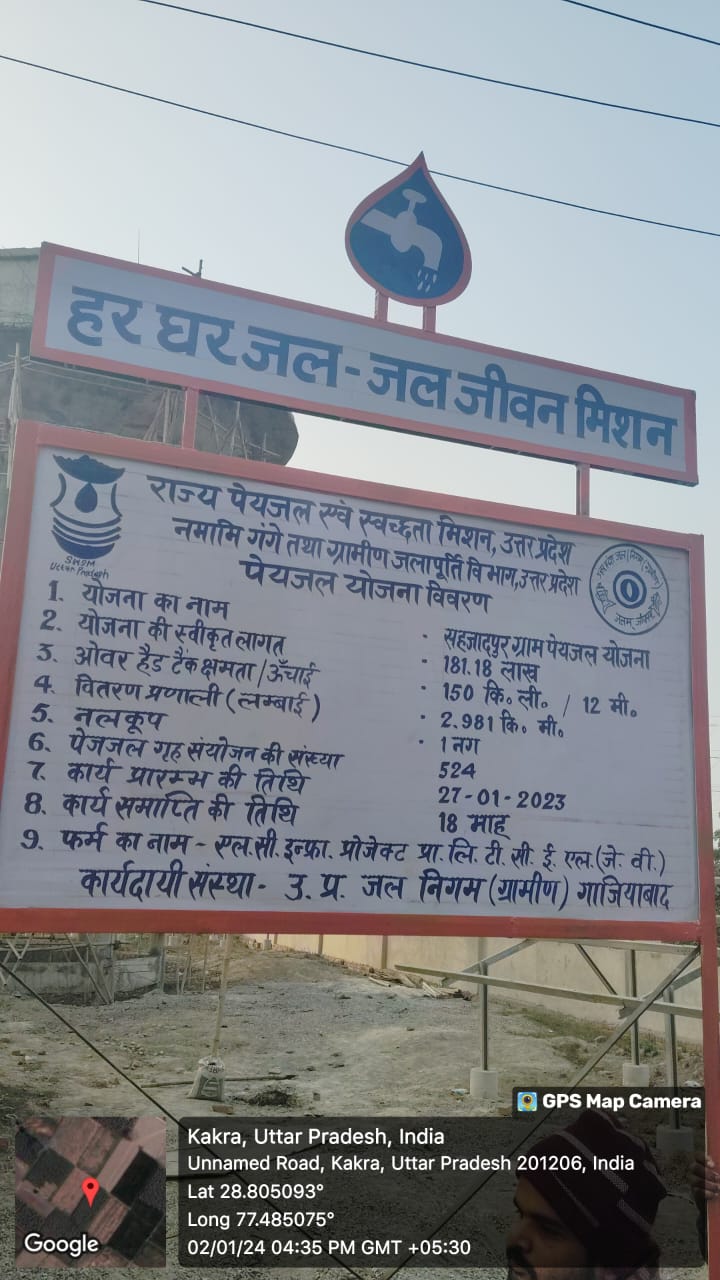 हर घर जल - जल जीवन मिशन
राज्य पेयजल एवं स्वच्छता मिशन, उत्तर प्रदेश
नमामि गंगे तथा ग्रामीण जलापूर्ति विभाग, उत्तर प्रदेश
पेयजल योजना विवरण
SWSM
Uttar Pradesh
1. योजना का नाम · सहजादपुर ग्राम पेयजल योजना
2. योजना की स्वीकृत लागत · 181.18 लाख
3. ओवर हैड टैंक क्षमता / ऊँचाई · 150 कि॰ ली॰ / 12 मी॰
4. वितरण प्रणाली (लम्बाई) · 2.981 कि॰ मी॰
5. नलकूप · 1 नग
6. पेजजल गृह संयोजन की संख्या 524
7. कार्य प्रारम्भ की तिथि 27-01-2023
8. कार्य समाप्ति की तिथि 18 माह
9. फर्म का नाम - एल.सी.इन्फ्रा. प्रोजेक्ट प्रा.लि.टी.सी.ई.एल.(जे.वी.)
कार्यदायी संस्था - उ.प्र. जल निगम (ग्रामीण) गाजियाबाद
GPS Map Camera
Kakra, Uttar Pradesh, India
Unnamed Road, Kakra, Uttar Pradesh 201206, India
Lat 28.805093°
Long 77.485075°
02/01/24 04:35 PM GMT +05:30
Google